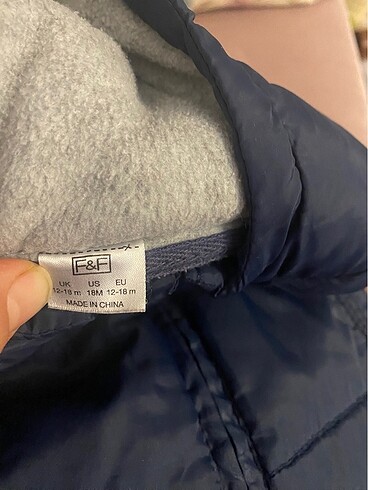 F&F
UK US EU
12-18 m 18M 12-18 m
MADE IN CHINA